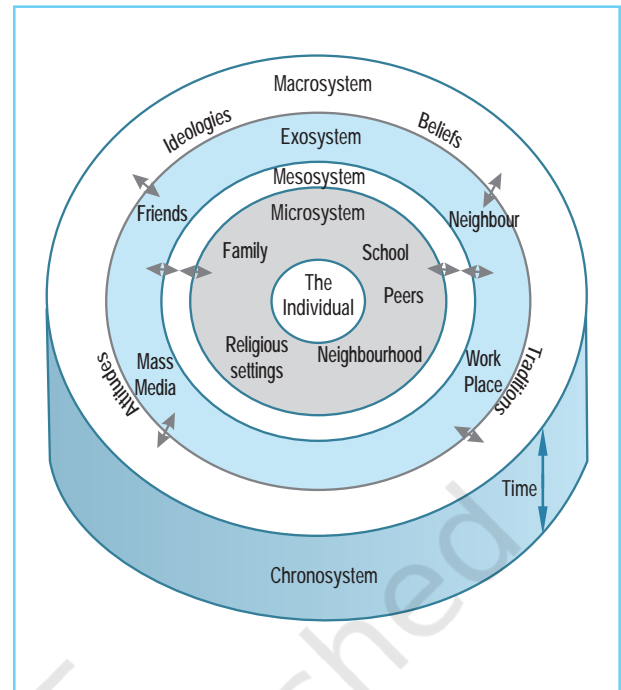 Macrosystem
Ideologies
Beliefs
Exosystem
Mesosystem
Microsystem
Friends
Neighbour
Family
School
The
Individual
Peers
Religious
settings
Neighbourhood
Mass
Media
Work
Place
Attitudes
Traditions
Time
Chronosystem